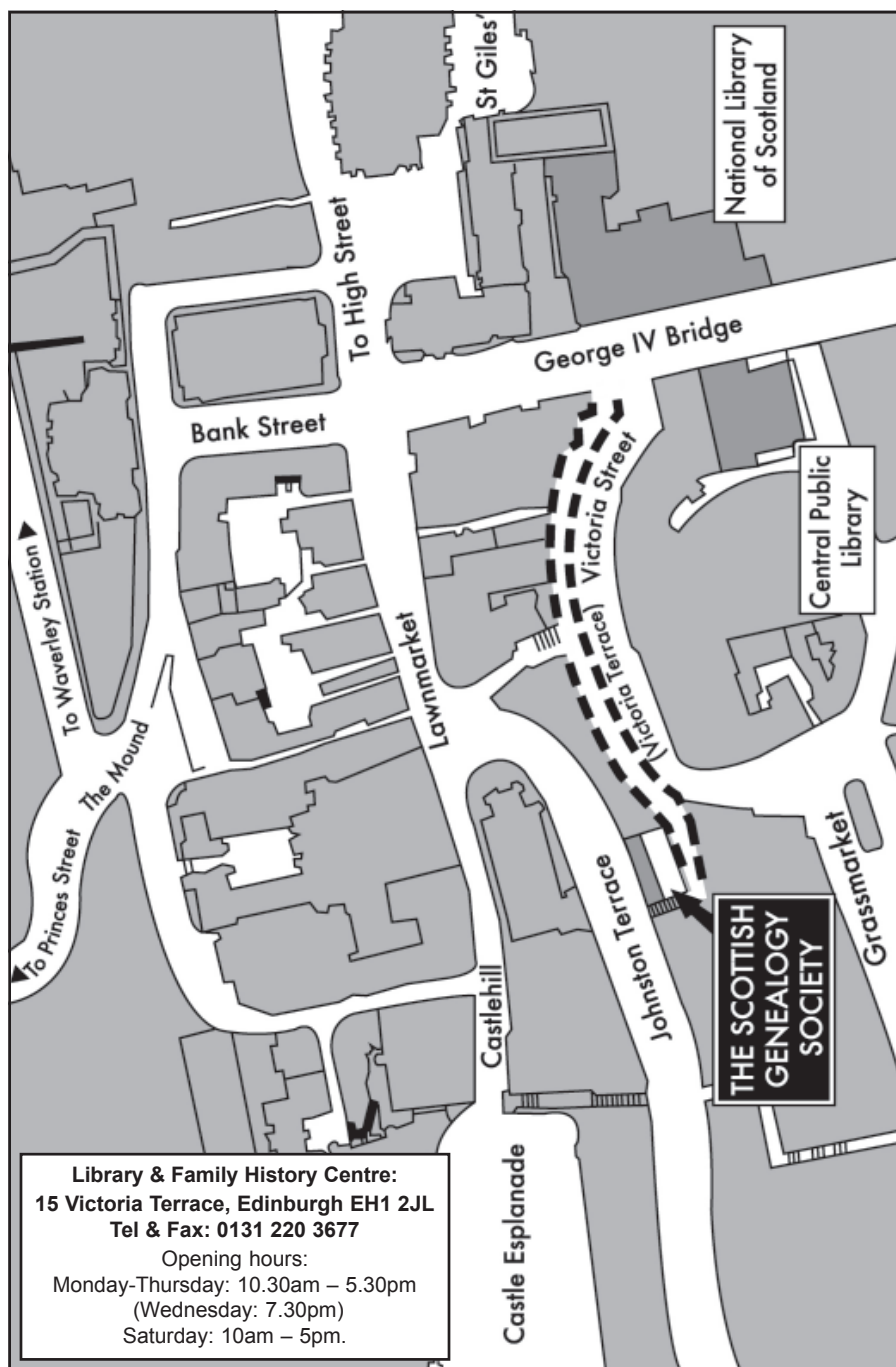 To Princes Street
The Mound
To Waverley Station
Bank Street
To High Street
St Giles'
National Library
of Scotland
George IV Bridge
Lawnmarket
Victoria Street
(Victoria Terrace)
Central Public
Library
Castlehill
Johnston Terrace
Grassmarket
THE SCOTTISH
GENEALOGY
SOCIETY
Castle Esplanade
Library & Family History Centre:
15 Victoria Terrace, Edinburgh EH1 2JL
Tel & Fax: 0131 220 3677
Opening hours:
Monday-Thursday: 10.30am – 5.30pm
(Wednesday: 7.30pm)
Saturday: 10am – 5pm.